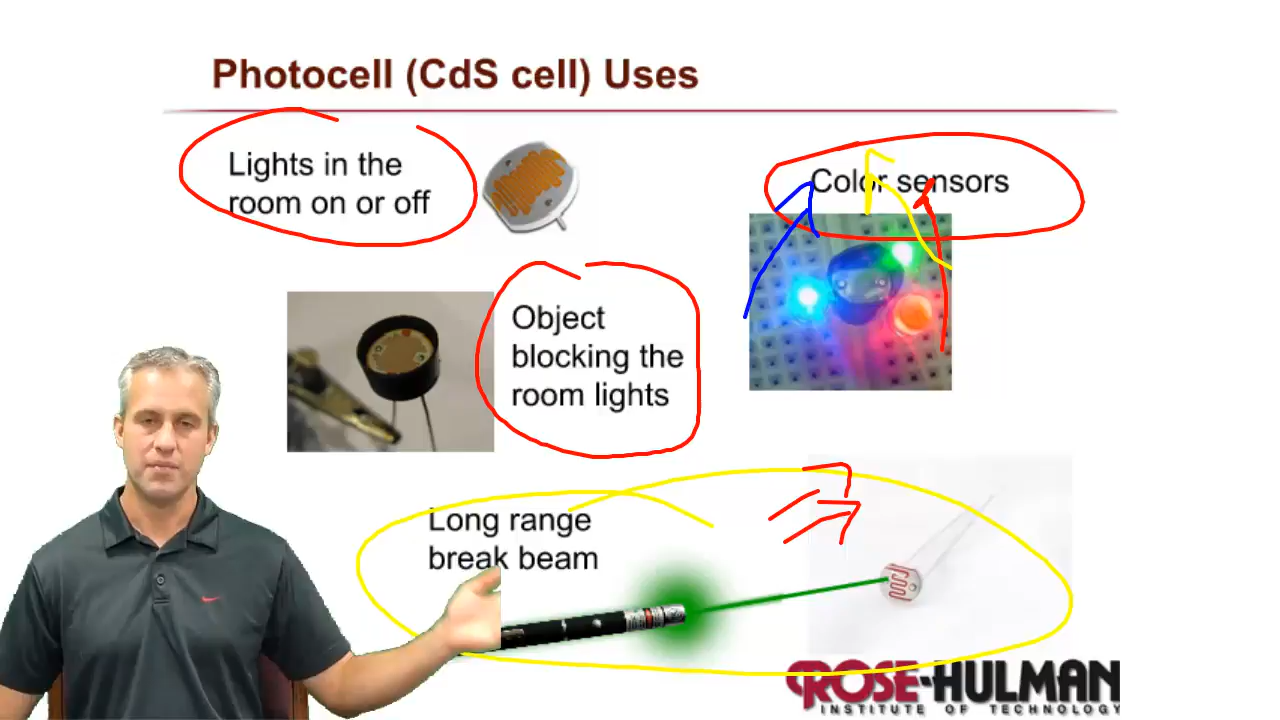 Photocell (CdS cell) Uses
Lights in the
room on or off
Color sensors
Object
blocking the
room lights
Long range
break beam
ROSE-HULMAN
INSTITUTE OF TECHNOLOGY